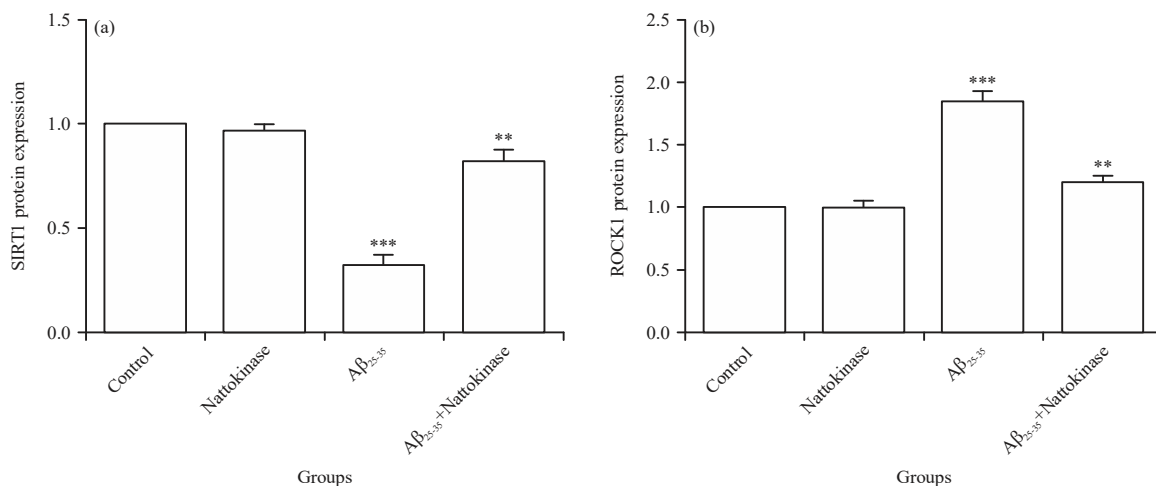 (a)
SIRT1 protein expression
1.5
1.0
0.5
0.0
**
***
Control
Nattokinase
Aβ25-35
Aβ25-35+Nattokinase
Groups
(b)
ROCK1 protein expression
2.5
2.0
1.5
1.0
0.5
0.0
***
**
Control
Nattokinase
Aβ25-35
Aβ25-35+Nattokinase
Groups